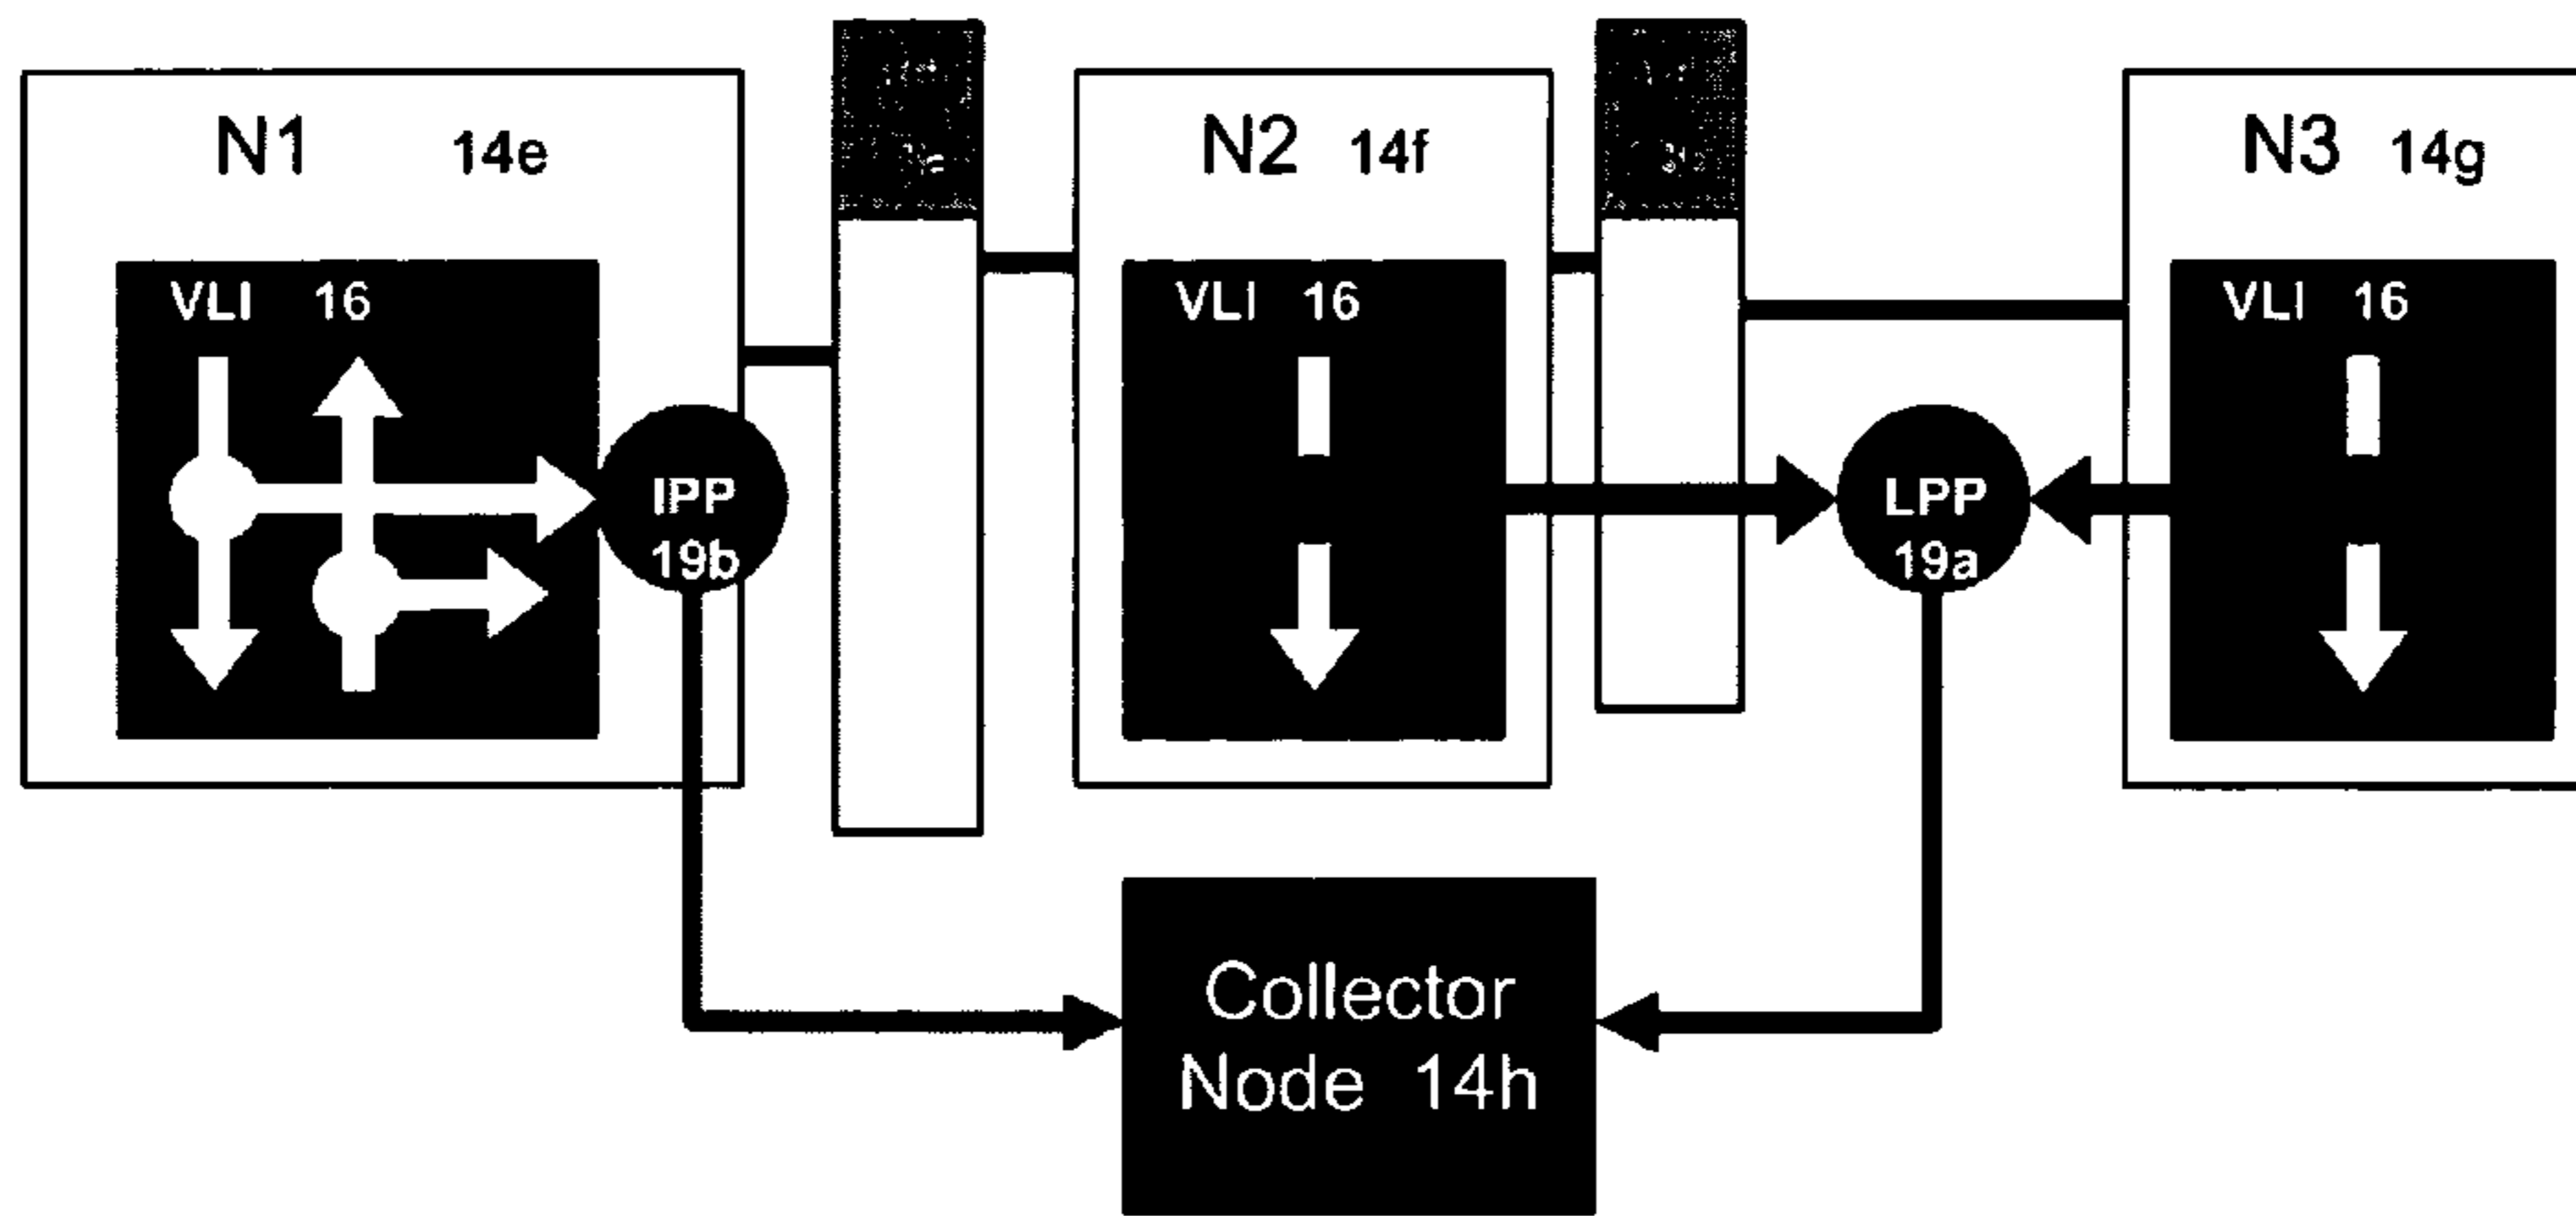 N1 14e
N2 14f
N3 14g
VLI 16
VLI 16
VLI 16
IPP
19b
LPP
19a
Collector
Node 14h